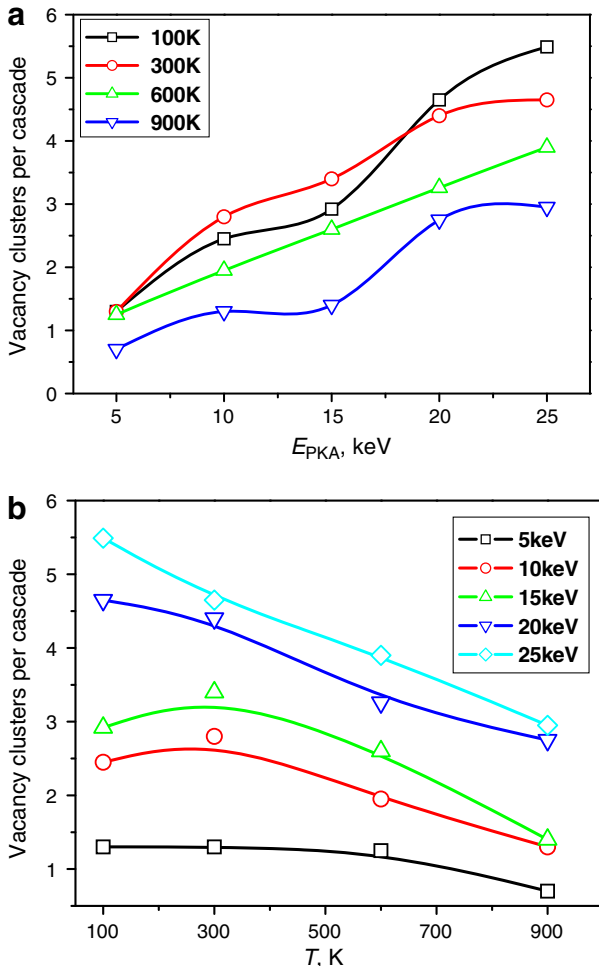 a
100K
300K
600K
900K
Vacancy clusters per cascade
6
5
4
3
2
1
0
5 10 15 20 25
E_PKA, keV
b
5keV
10keV
15keV
20keV
25keV
Vacancy clusters per cascade
6
5
4
3
2
1
100 300 500 700 900
T, K